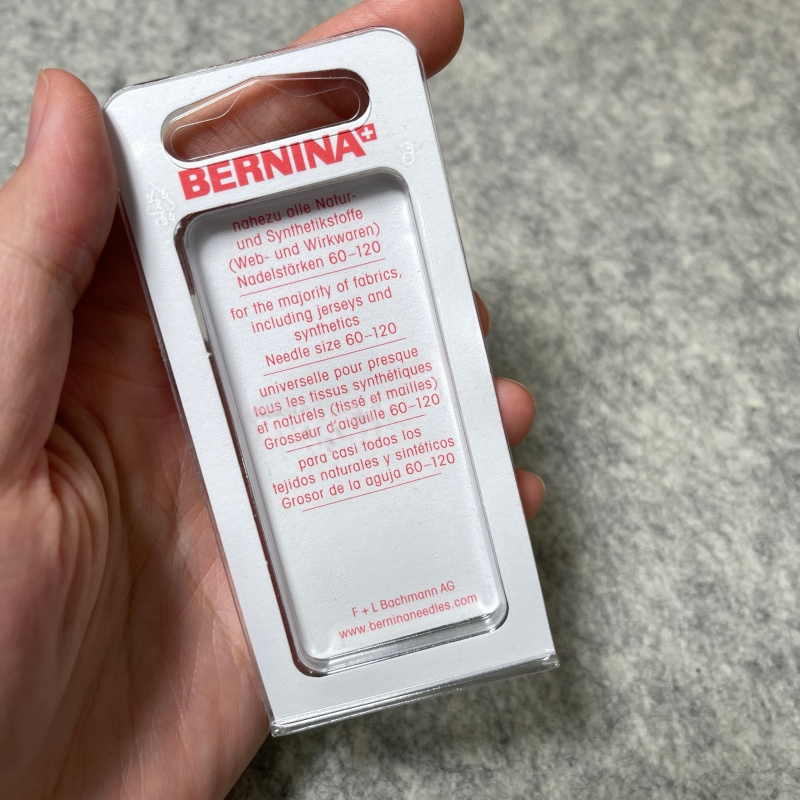 BERNINA+
nahezu alle Natur-
und Synthetikstoffe
(Web- und Wirkwaren)
Nadelstärken 60–120
for the majority of fabrics,
including jerseys and
synthetics
Needle size 60–120
universelle pour presque
tous les tissus synthétiques
et naturels (tissé et mailles)
Grosseur d'aiguille 60–120
para casi todos los
tejidos naturales y sintéticos
Grosor de la aguja 60–120
F + L Bachmann AG
www.berninaneedles.com